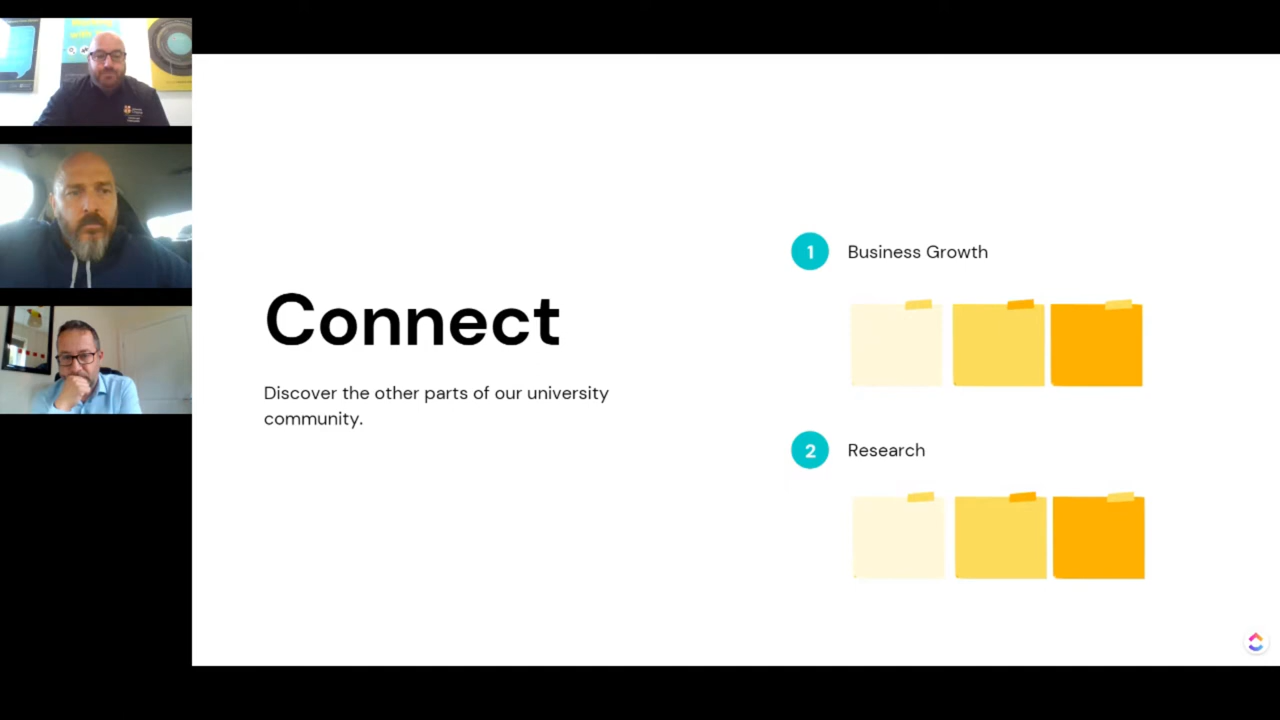 Connect
Discover the other parts of our university
community.
1 Business Growth
2 Research